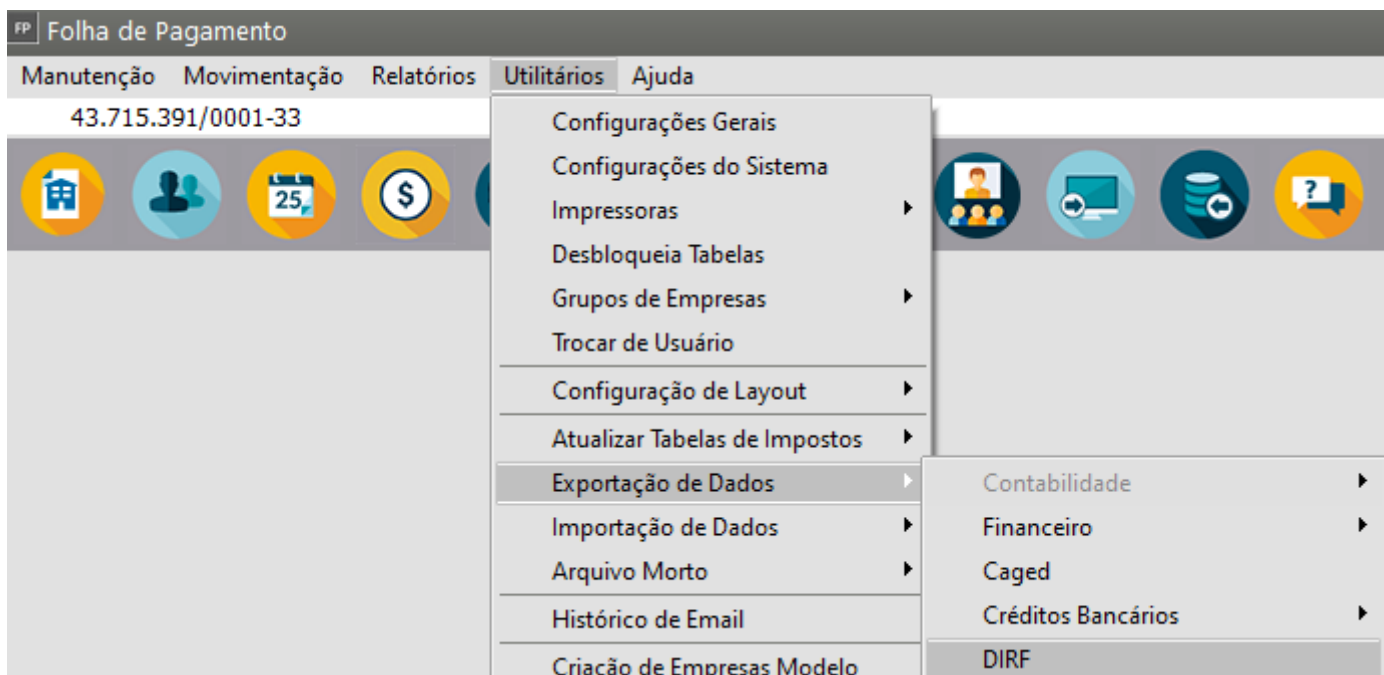 FP Folha de Pagamento
Manutenção Movimentação Relatórios Utilitários Ajuda
43.715.391/0001-33
25
$
?
Configurações Gerais
Configurações do Sistema
Impressoras
Desbloqueia Tabelas
Grupos de Empresas
Trocar de Usuário
Configuração de Layout
Atualizar Tabelas de Impostos
Exportação de Dados
Importação de Dados
Arquivo Morto
Histórico de Email
Criação de Empresas Modelo
Contabilidade
Financeiro
Caged
Créditos Bancários
DIRF